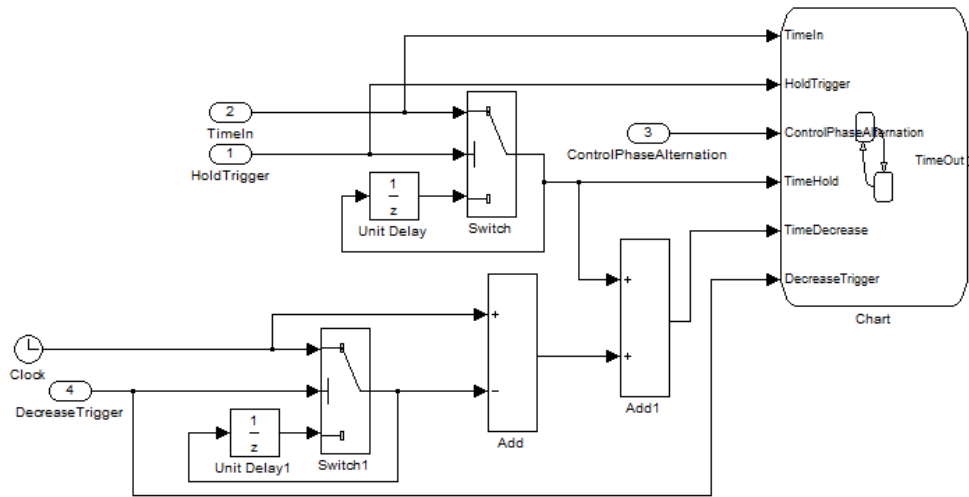 TimeIn
HoldTrigger
2
TimeIn
1
HoldTrigger
3
ControlPhaseAlternation
ControlPhaseAlternation
TimeOut
TimeHold
1
z
Unit Delay
Switch
TimeDecrease
+
DecreaseTrigger
+
Chart
Clock
+
4
DecreaseTrigger
-
Add1
1
z
Add
Unit Delay1
Switch1